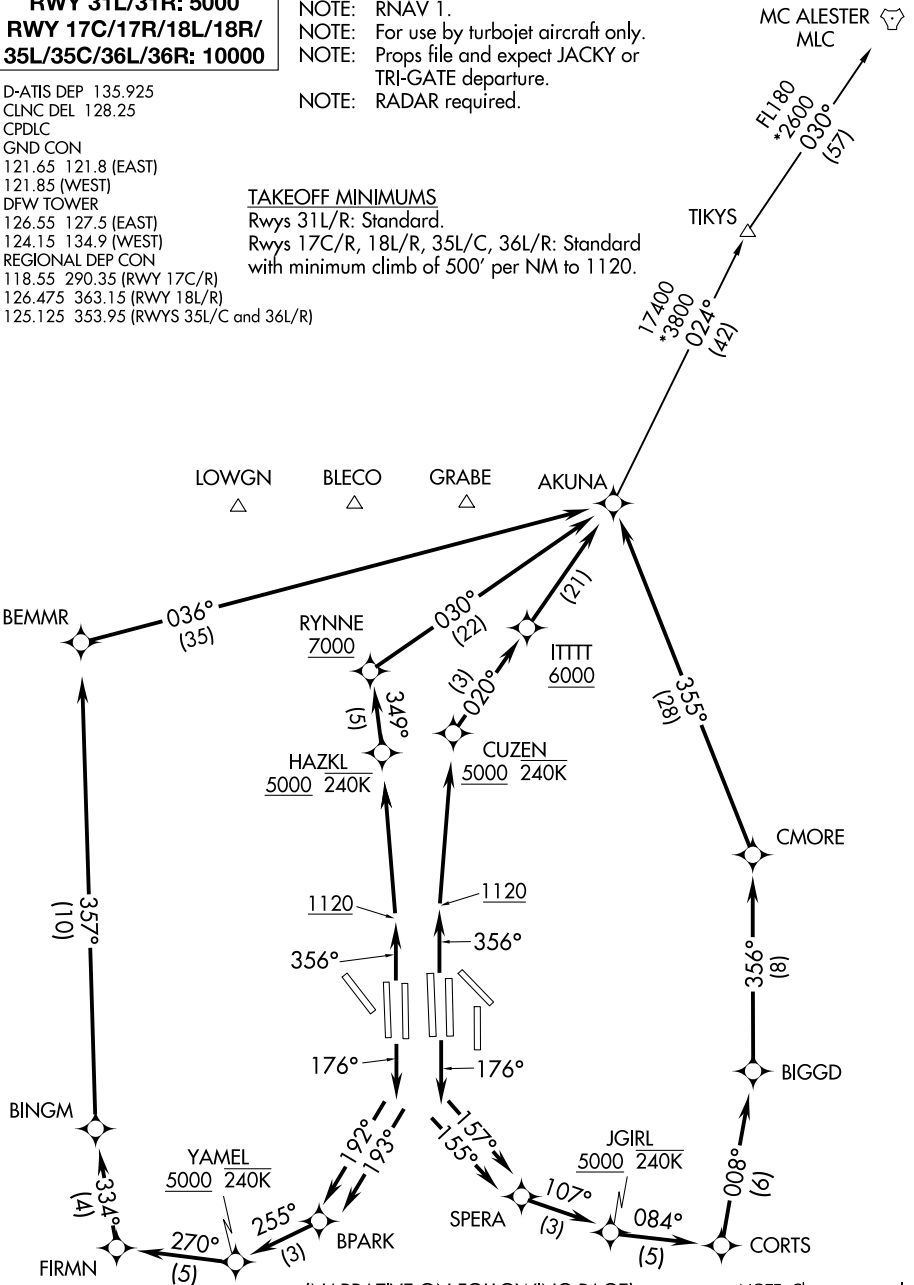 RWY 31L/31R: 5000
RWY 17C/17R/18L/18R/
35L/35C/36L/36R: 10000
D-ATIS DEP 135.925
CLNC DEL 128.25
CPDLC
GND CON
121.65 121.8 (EAST)
121.85 (WEST)
DFW TOWER
126.55 127.5 (EAST)
124.15 134.9 (WEST)
REGIONAL DEP CON
118.55 290.35 (RWY 17C/R)
126.475 363.15 (RWY 18L/R)
125.125 353.95 (RWYS 35L/C and 36L/R)
NOTE: RNAV 1.
NOTE: For use by turbojet aircraft only.
NOTE: Props file and expect JACKY or
TRI-GATE departure.
NOTE: RADAR required.
TAKEOFF MINIMUMS
Rwys 31L/R: Standard.
Rwys 17C/R, 18L/R, 35L/C, 36L/R: Standard
with minimum climb of 500' per NM to 1120.
MC ALESTER
MLC
FL180
*2600
030°
(57)
TIKYS
17400
*3800
024°
(42)
LOWGN
BLECO
GRABE
AKUNA
BEMMR
036°
(35)
RYNNE
7000
030°
(22)
(21)
ITTTT
6000
(3)
020°
349°
(5)
HAZKL
5000 240K
CUZEN
5000 240K
355°
(28)
CMORE
357°
(10)
1120
1120
356°
356°
356°
(8)
176°
176°
BIGGD
BINGM
192°
193°
157°
155°
YAMEL
5000 240K
JGIRL
5000 240K
008°
(6)
334°
(4)
255°
(3)
BPARK
SPERA
107°
(3)
084°
(5)
CORTS
FIRMN
270°
(5)